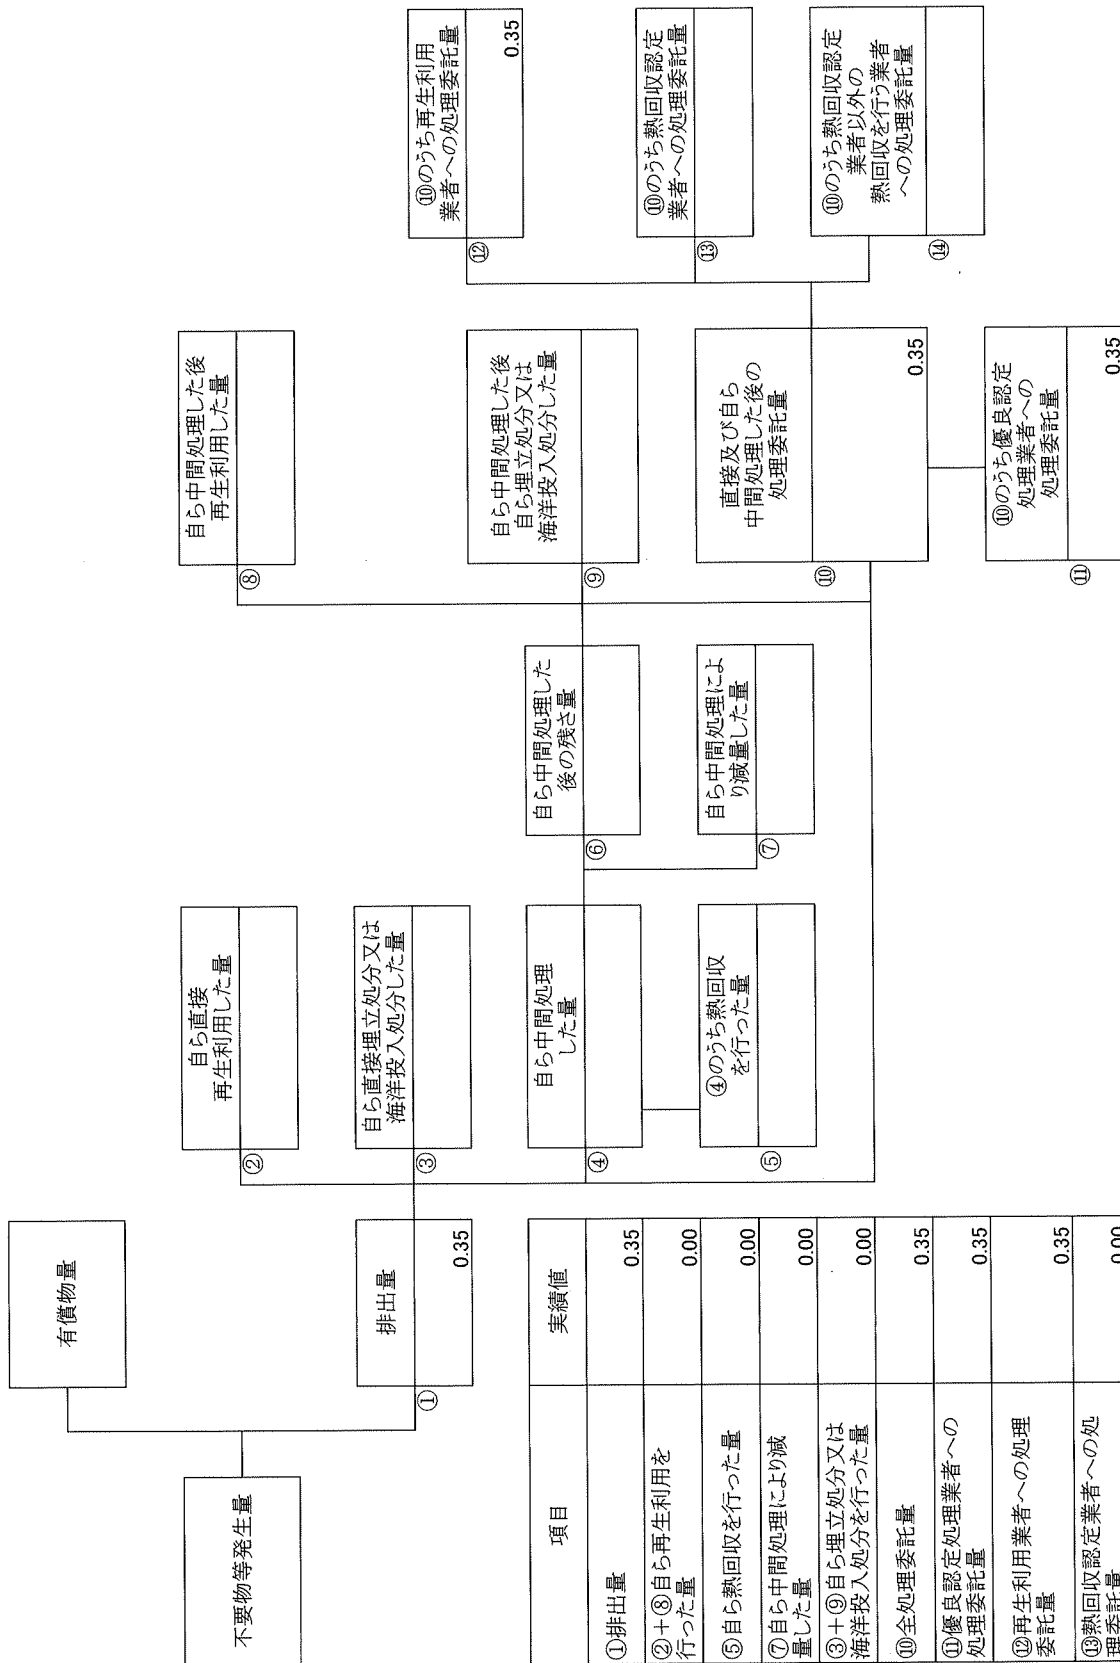 不要物等発生量
有償物量
①
排出量
0.35
②
自ら直接
再生利用した量
③
自ら直接埋立処分又は
海洋投入処分した量
④
自ら中間処理
した量
⑤
④のうち熱回収
を行った量
⑥
自ら中間処理した
後の残さ量
⑦
自ら中間処理によ
り減量した量
⑧
自ら中間処理した後
再生利用した量
⑨
自ら中間処理した後
自ら埋立処分又は
海洋投入処分した量
⑩
直接及び自ら
中間処理した後の
処理委託量
0.35
⑪
⑩のうち優良認定
処理業者への
処理委託量
0.35
⑫
⑩のうち再生利用
業者への処理委託量
0.35
⑬
⑩のうち熱回収認定
業者への処理委託量
⑭
⑩のうち熱回収認定
業者以外の
熱回収を行う業者
への処理委託量
項目 実績値
①排出量 0.35
②+⑧自ら再生利用を
行った量 0.00
⑤自ら熱回収を行った量 0.00
⑦自ら中間処理により減
量した量 0.00
③+⑨自ら埋立処分又は
海洋投入処分を行った量 0.00
⑩全処理委託量 0.35
⑪優良認定処理業者への
処理委託量 0.35
⑫再生利用業者への処理
委託量 0.35
⑬熱回収認定業者への処
理委託量 0.00